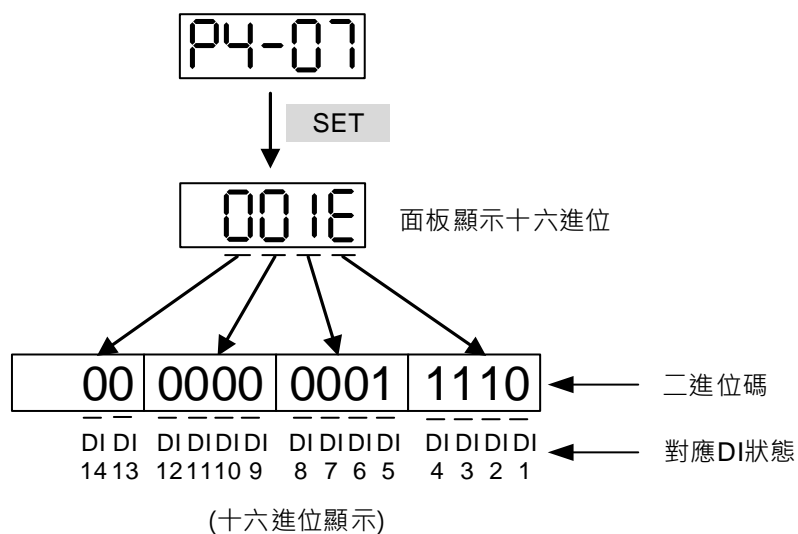 P4-07
SET
001E
面板顯示十六進位
00 0000 0001 1110
二進位碼
DI DI DI DI DI DI DI DI DI DI DI DI DI DI
14 13 12 11 10 9 8 7 6 5 4 3 2 1
對應DI狀態
(十六進位顯示)